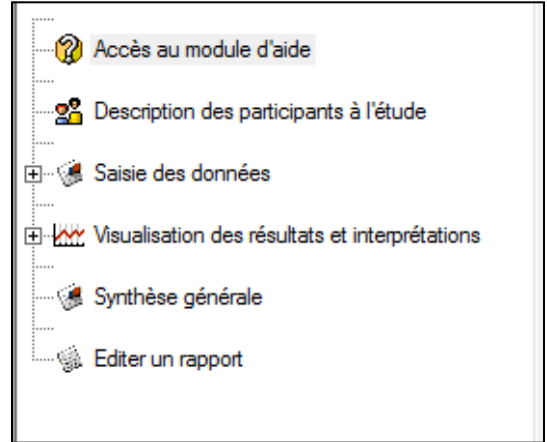 Accès au module d'aide
Description des participants à l'étude
Saisie des données
Visualisation des résultats et interprétations
Synthèse générale
Editer un rapport